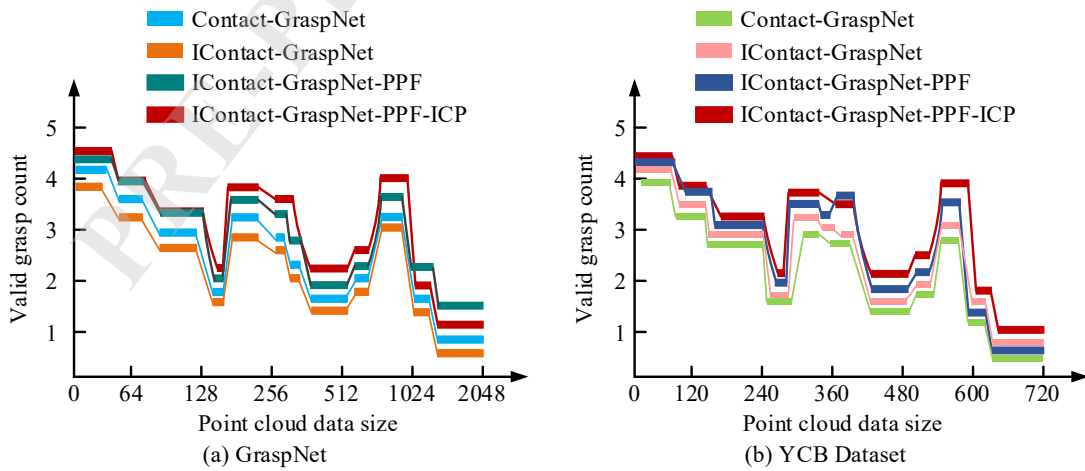 Contact-GraspNet
IContact-GraspNet
IContact-GraspNet-PPF
IContact-GraspNet-PPF-ICP
Valid grasp count
5
4
3
2
1
0 64 128 256 512 1024 2048
Point cloud data size
(a) GraspNet
Contact-GraspNet
IContact-GraspNet
IContact-GraspNet-PPF
IContact-GraspNet-PPF-ICP
Valid grasp count
5
4
3
2
1
0 120 240 360 480 600 720
Point cloud data size
(b) YCB Dataset